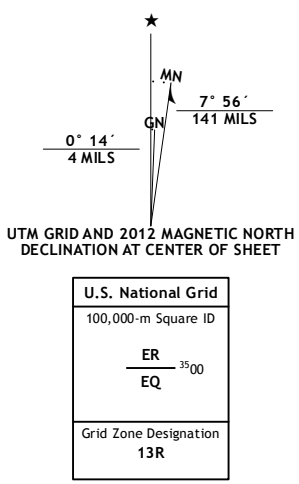 ★
MN
7° 56´
141 MILS
GN
0° 14´
4 MILS
UTM GRID AND 2012 MAGNETIC NORTH
DECLINATION AT CENTER OF SHEET
U.S. National Grid
100,000-m Square ID
ER
3500
EQ
Grid Zone Designation
13R